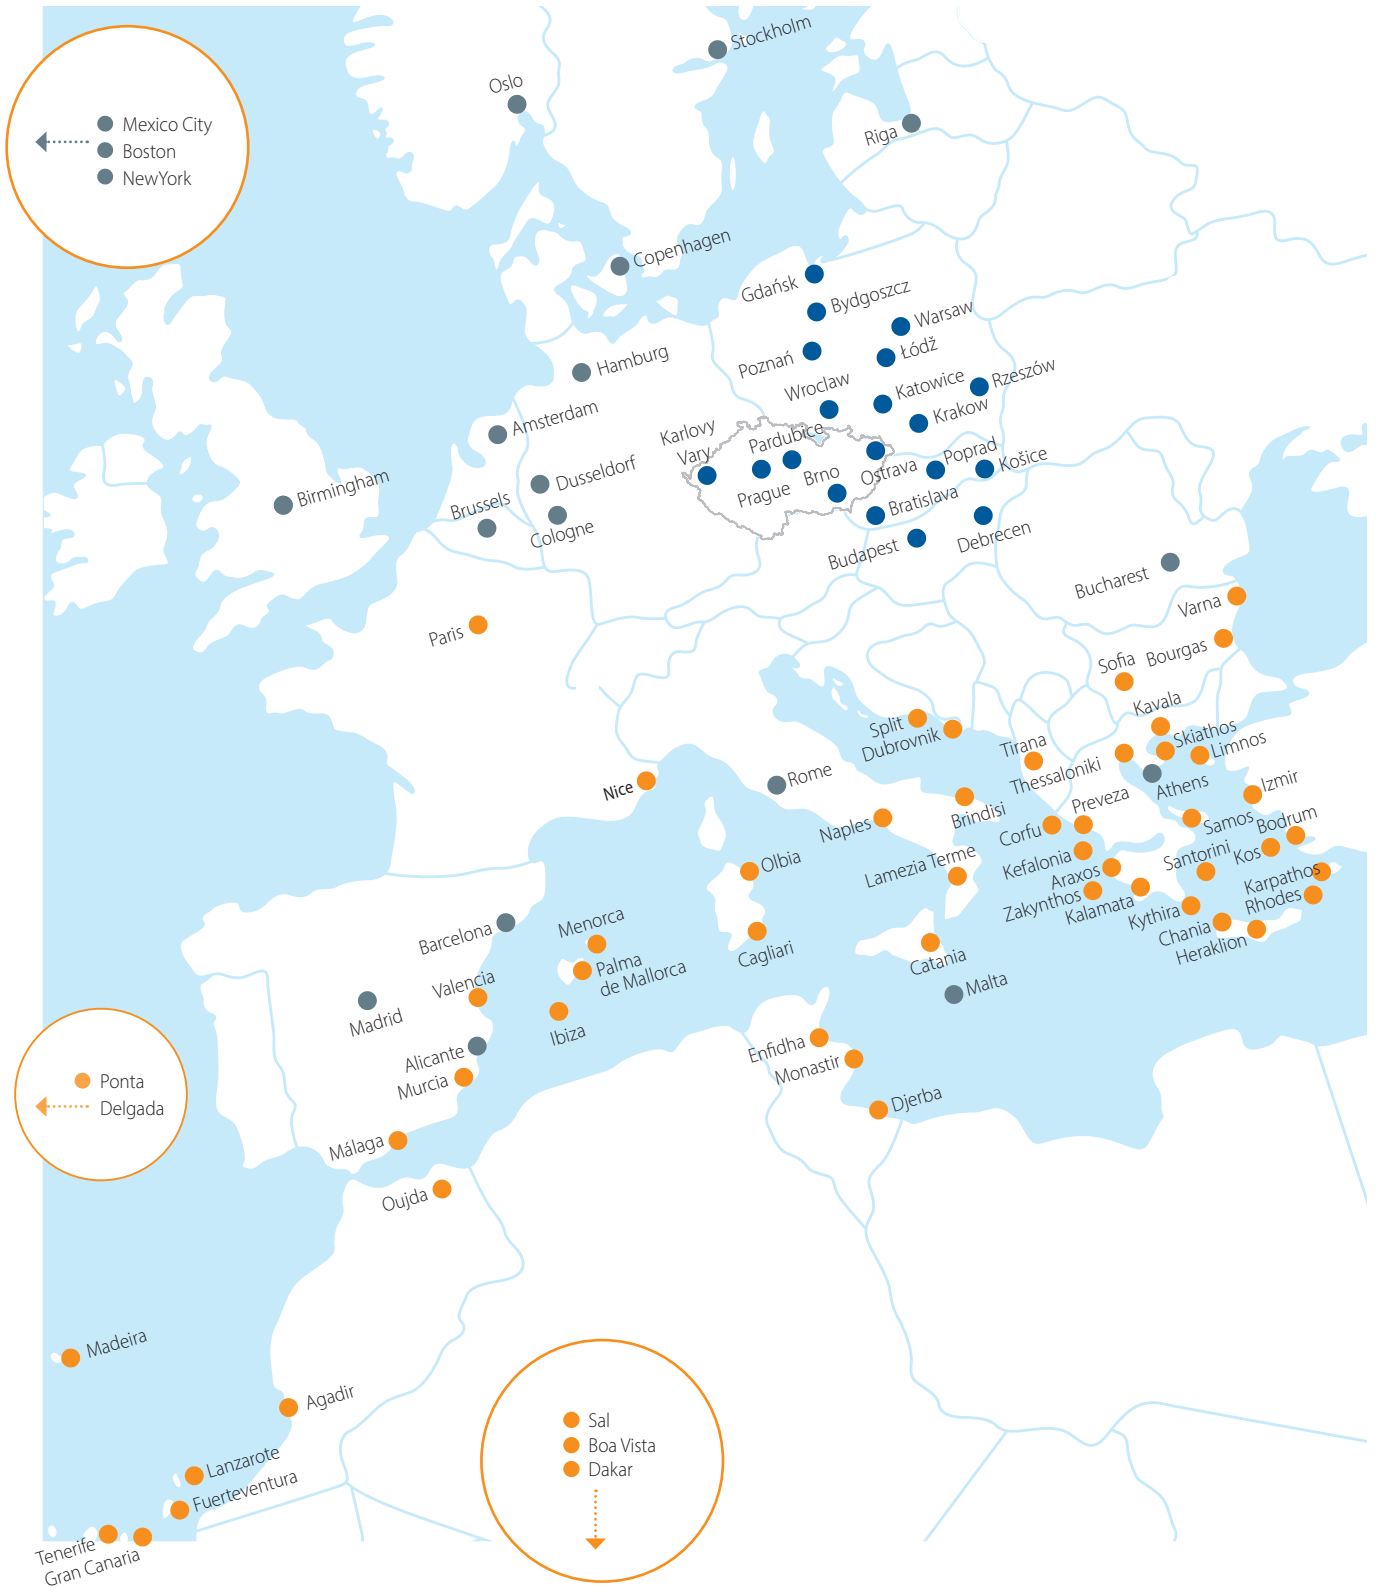 Stockholm
Oslo
Mexico City
Boston
NewYork
Riga
Copenhagen
Gdańsk
Bydgoszcz
Warsaw
Łódž
Poznań
Hamburg
Wroclaw
Katowice
Rzeszów
Krakow
Amsterdam
Karlovy
Vary
Pardubice
Dusseldorf
Prague
Brno
Ostrava
Poprad
Košice
Birmingham
Brussels
Cologne
Bratislava
Budapest
Debrecen
Bucharest
Varna
Paris
Bourgas
Sofia
Kavala
Split
Dubrovnik
Tirana
Skiathos
Limnos
Thessaloniki
Athens
Izmir
Nice
Rome
Brindisi
Preveza
Naples
Corfu
Samos
Bodrum
Olbia
Lamezia Terme
Kefalonia
Araxos
Santorini
Kos
Karpathos
Zakynthos
Kalamata
Kythira
Rhodes
Chania
Heraklion
Barcelona
Menorca
Cagliari
Catania
Palma
de Mallorca
Valencia
Madrid
Ibiza
Malta
Alicante
Murcia
Enfidha
Monastir
Djerba
Ponta
Delgada
Málaga
Oujda
Madeira
Agadir
Lanzarote
Fuerteventura
Tenerife
Gran Canaria
Sal
Boa Vista
Dakar